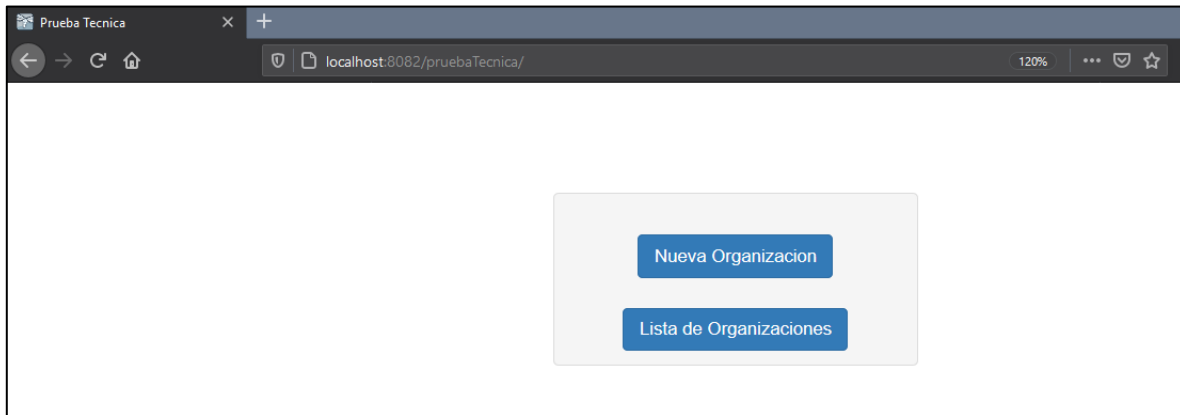 Prueba Tecnica
localhost:8082/pruebaTecnica/
120%
Nueva Organizacion
Lista de Organizaciones